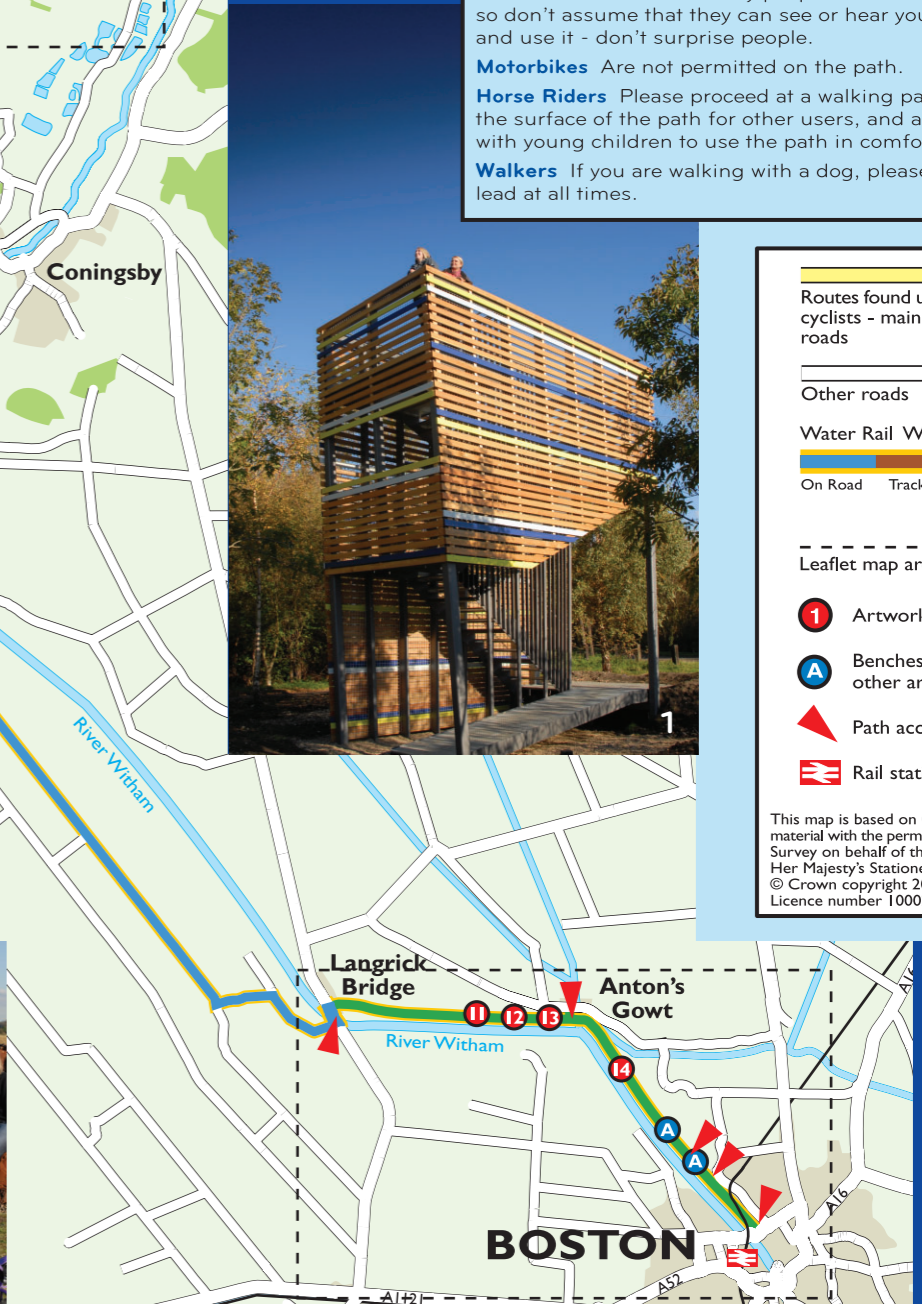 so don't assume that they can see or hear you
and use it - don't surprise people.
Motorbikes Are not permitted on the path.
Horse Riders Please proceed at a walking pa
the surface of the path for other users, and a
with young children to use the path in comfo
Walkers If you are walking with a dog, please
lead at all times.
Coningsby
Routes found u
cyclists - main
roads
Other roads
Water Rail W
On Road Track
Leaflet map ar
1 Artwork
A Benches
other ar
Path acc
Rail stat
This map is based on
material with the perm
Survey on behalf of th
Her Majesty's Statione
© Crown copyright 20
Licence number 1000
1
River Witham
Langrick
Bridge
Anton's
Gowt
11 12 13
River Witham
14
A
A
A16
A16
BOSTON
A52
A1121